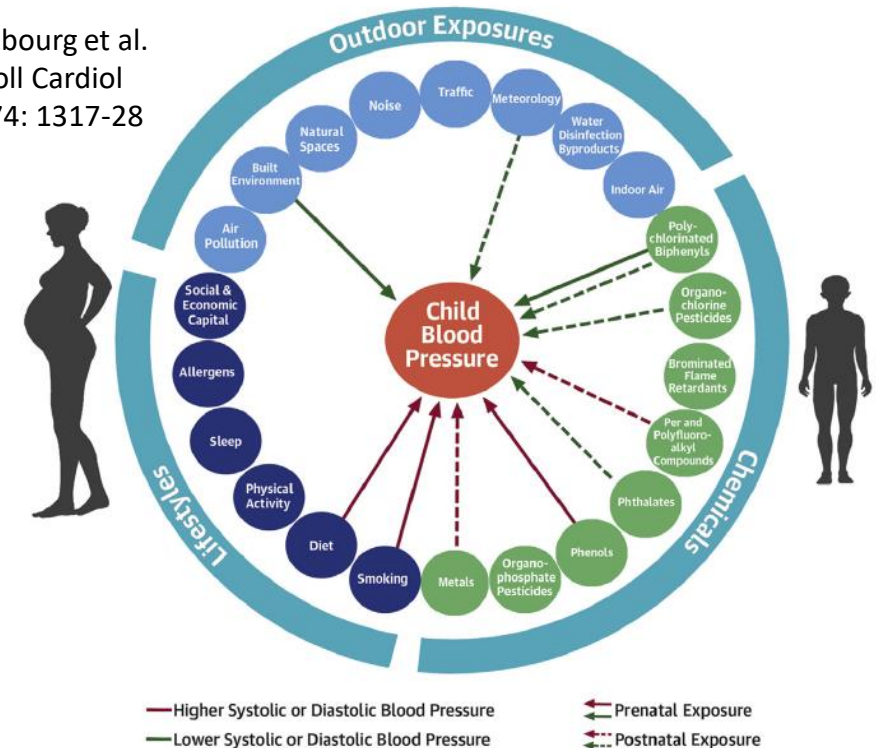 bourg et al.
oll Cardiol
74: 1317-28
Outdoor Exposures
Traffic
Meteorology
Water
Disinfection
Byproducts
Indoor Air
Noise
Natural
Spaces
Built
Environment
Air
Pollution
Chemicals
Poly-
chlorinated
Biphenyls
Organo-
chlorine
Pesticides
Brominated
Flame
Retardants
Per and
Polyfluoro-
alkyl
Compounds
Phthalates
Phenols
Organo-
phosphate
Pesticides
Metals
Lifestyles
Social &
Economic
Capital
Allergens
Sleep
Physical
Activity
Diet
Smoking
Child
Blood
Pressure
Higher Systolic or Diastolic Blood Pressure
Lower Systolic or Diastolic Blood Pressure
Prenatal Exposure
Postnatal Exposure